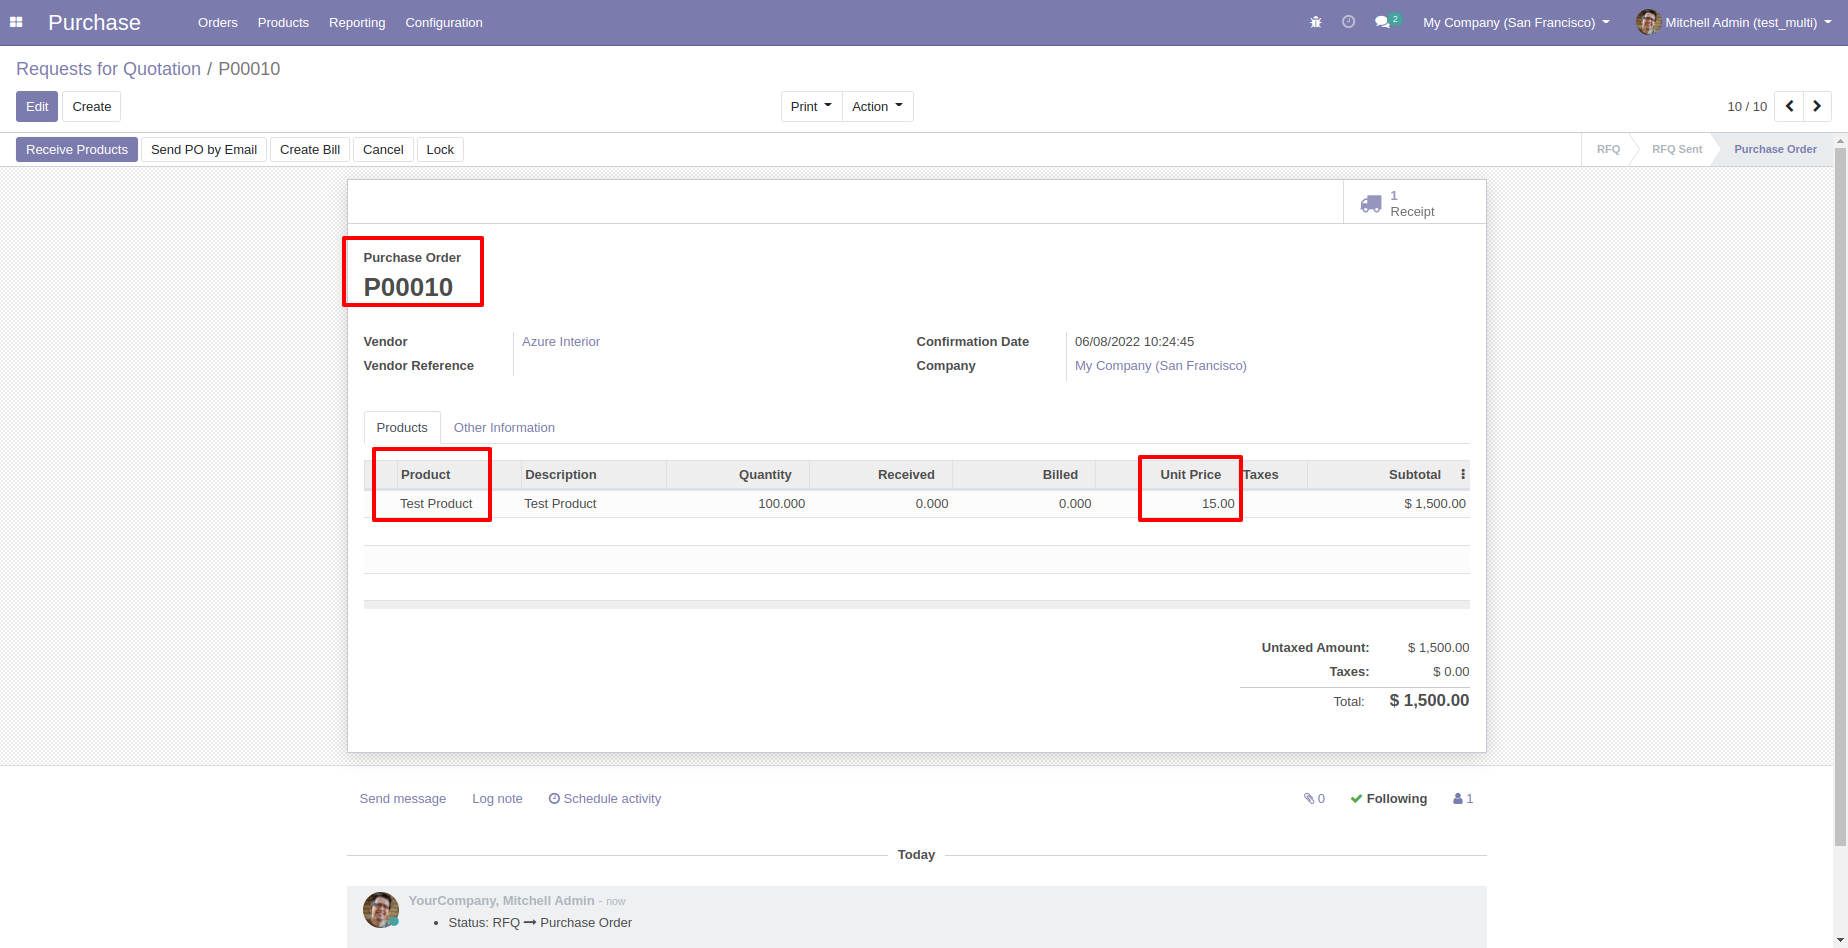 Purchase Orders Products Reporting Configuration 2 My Company (San Francisco) Mitchell Admin (test_multi)
Requests for Quotation / P00010
Edit Create Print Action 10 / 10
Receive Products Send PO by Email Create Bill Cancel Lock RFQ RFQ Sent Purchase Order
1
Receipt
Purchase Order
P00010
Vendor Azure Interior Confirmation Date 06/08/2022 10:24:45
Vendor Reference Company My Company (San Francisco)
Products Other Information
Product Description Quantity Received Billed Unit Price Taxes Subtotal
Test Product Test Product 100.000 0.000 0.000 15.00 $ 1,500.00
Untaxed Amount: $ 1,500.00
Taxes: $ 0.00
Total: $ 1,500.00
Send message Log note Schedule activity 0 Following 1
Today
YourCompany, Mitchell Admin - now
• Status: RFQ → Purchase Order